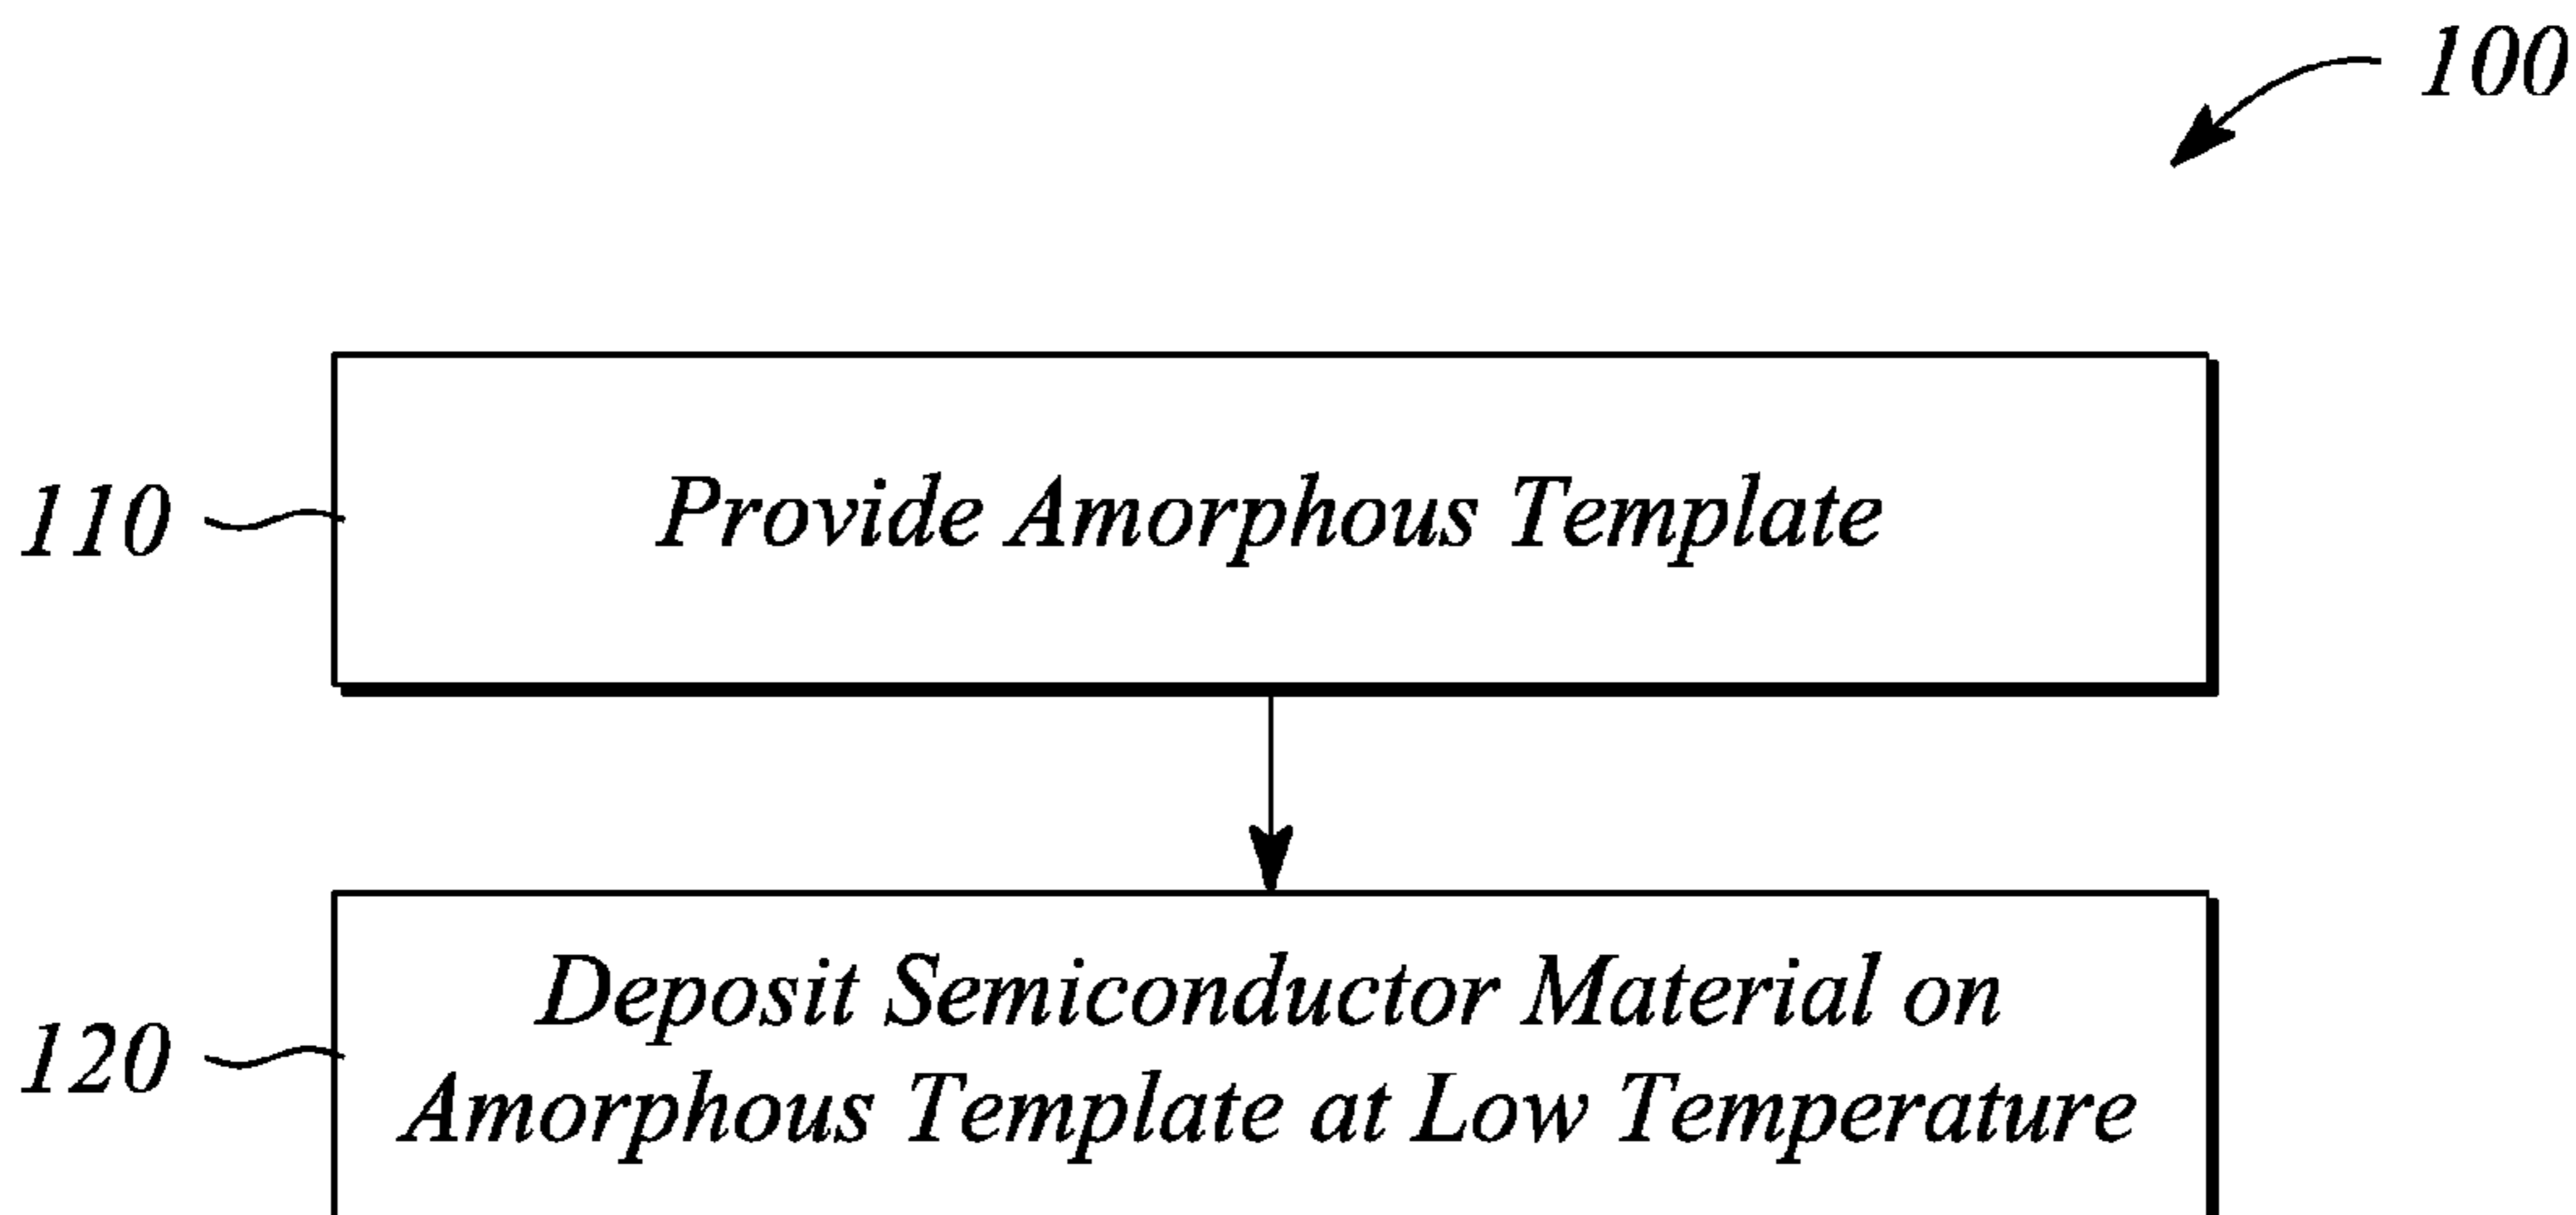 100
110
Provide Amorphous Template
120
Deposit Semiconductor Material on
Amorphous Template at Low Temperature